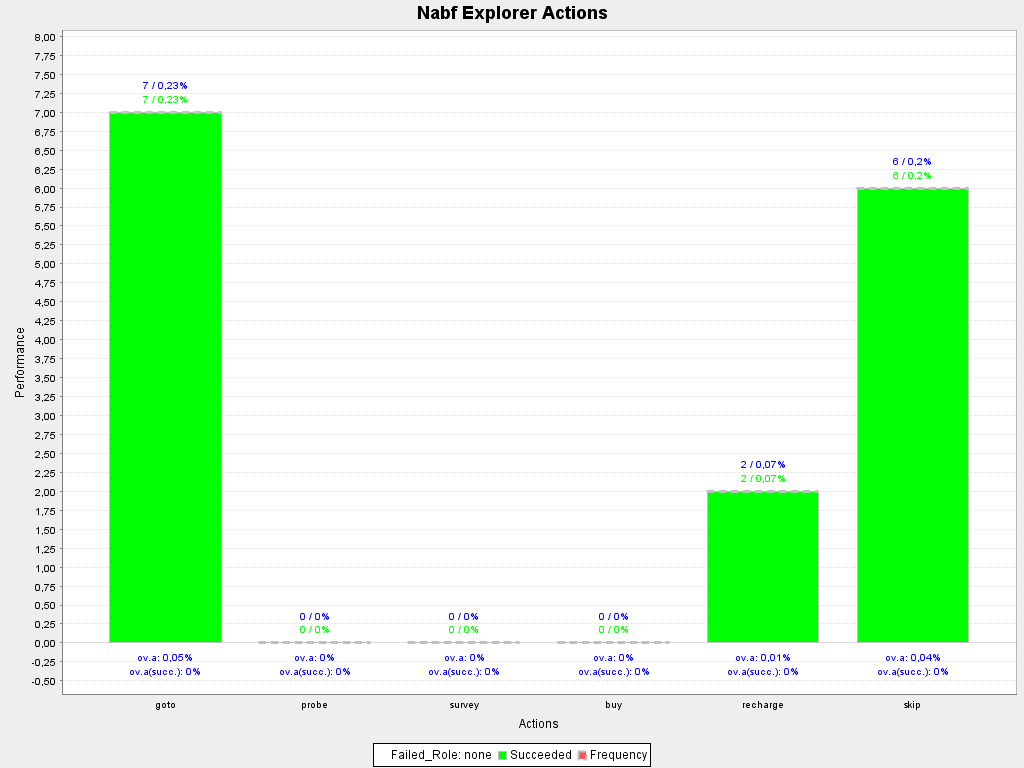 Nabf Explorer Actions
8,00
7,75
7,50
7,25
7,00
6,75
6,50
6,25
6,00
5,75
5,50
5,25
5,00
4,75
4,50
4,25
4,00
3,75
3,50
3,25
3,00
2,75
2,50
2,25
2,00
1,75
1,50
1,25
1,00
0,75
0,50
0,25
0,00
-0,25
-0,50
Performance
7 / 0,23%
7 / 0,23%
0 / 0%
0 / 0%
0 / 0%
0 / 0%
0 / 0%
0 / 0%
2 / 0,07%
2 / 0,07%
6 / 0,2%
6 / 0,2%
ov.a: 0,05%
ov.a(succ.): 0%
ov.a: 0%
ov.a(succ.): 0%
ov.a: 0%
ov.a(succ.): 0%
ov.a: 0%
ov.a(succ.): 0%
ov.a: 0,01%
ov.a(succ.): 0%
ov.a: 0,04%
ov.a(succ.): 0%
goto probe survey buy recharge skip
Actions
Failed_Role: none Succeeded Frequency